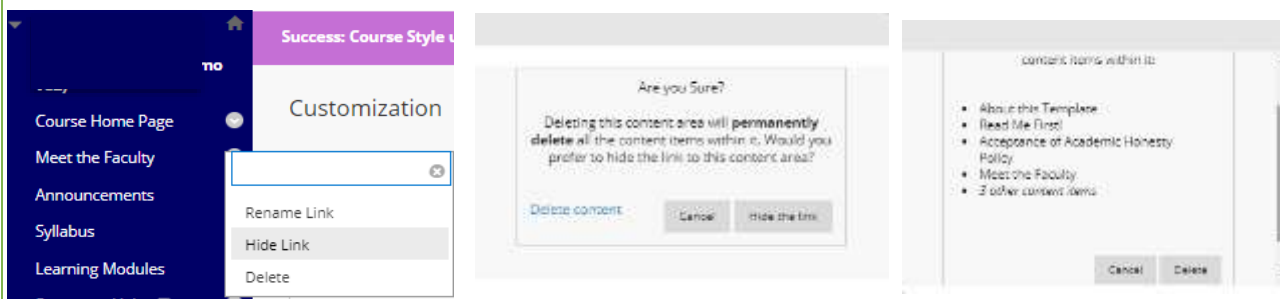 mo
Course Home Page
Meet the Faculty
Announcements
Syllabus
Learning Modules
Success: Course Style u
Customization
Rename Link
Hide Link
Delete
Are you Sure?
Deleting this content area will permanently
delete all the content items within it. Would you
prefer to hide the link to this content area?
Delete content
Cancel
Hide the link
content items within it:
About this Template
Read Me First!
Acceptance of Academic Honesty
Policy
Meet the Faculty
3 other content items
Cancel
Delete